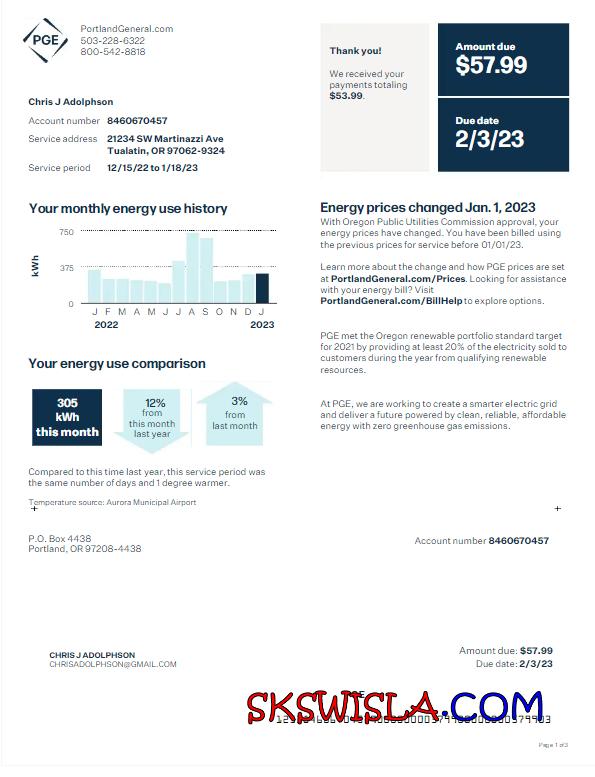 PGE
PortlandGeneral.com
503-228-6322
800-542-8818
Thank you!
We received your
payments totaling
$53.99.
Amount due
$57.99
Due date
2/3/23
Chris J Adolphson
Account number 8460670457
Service address 21234 SW Martinazzi Ave
Tualatin, OR 97062-9324
Service period 12/15/22 to 1/18/23
Your monthly energy use history
750
375
0
kWh
J F M A M J J A S O N D J
2022 2023
Energy prices changed Jan. 1, 2023
With Oregon Public Utilities Commission approval, your
energy prices have changed. You have been billed using
the previous prices for service before 01/01/23.
Learn more about the change and how PGE prices are set
at PortlandGeneral.com/Prices. Looking for assistance
with your energy bill? Visit
PortlandGeneral.com/BillHelp to explore options.
PGE met the Oregon renewable portfolio standard target
for 2021 by providing at least 20% of the electricity sold to
customers during the year from qualifying renewable
resources.
At PGE, we are working to create a smarter electric grid
and deliver a future powered by clean, reliable, affordable
energy with zero greenhouse gas emissions.
Your energy use comparison
305
kWh
this month
12%
from
this month
last year
3%
from
last month
Compared to this time last year, this service period was
the same number of days and 1 degree warmer.
Temperature source: Aurora Municipal Airport
P.O. Box 4438
Portland, OR 97208-4438
Account number 8460670457
CHRIS J ADOLPHSON
CHRISADOLPHSON@GMAIL.COM
Amount due: $57.99
Due date: 2/3/23
SKSWISLA.COM
Page 1 of 3